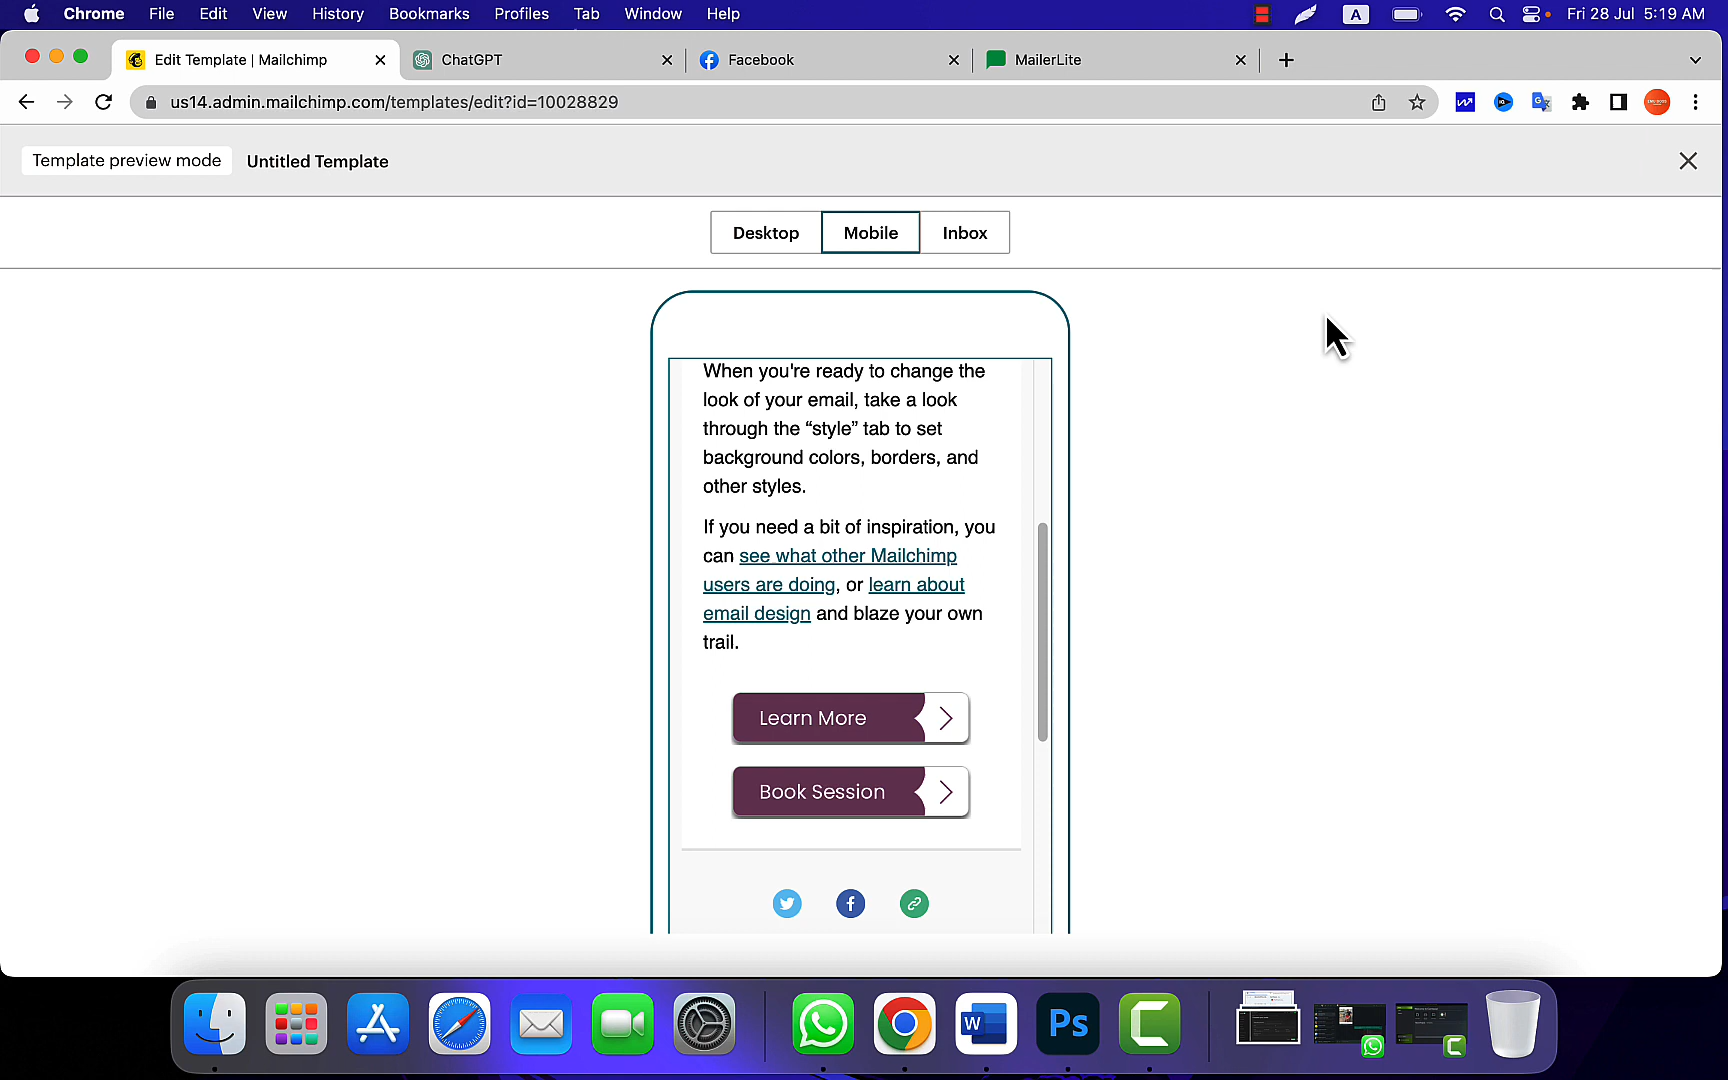 Chrome File Edit View History Bookmarks Profiles Tab Window Help A Fri 28 Jul 5:19 AM
Edit Template | Mailchimp ChatGPT Facebook MailerLite
us14.admin.mailchimp.com/templates/edit?id=10028829
Template preview mode Untitled Template
Desktop Mobile Inbox
When you're ready to change the
look of your email, take a look
through the “style” tab to set
background colors, borders, and
other styles.
If you need a bit of inspiration, you
can see what other Mailchimp
users are doing, or learn about
email design and blaze your own
trail.
Learn More
Book Session
W Ps